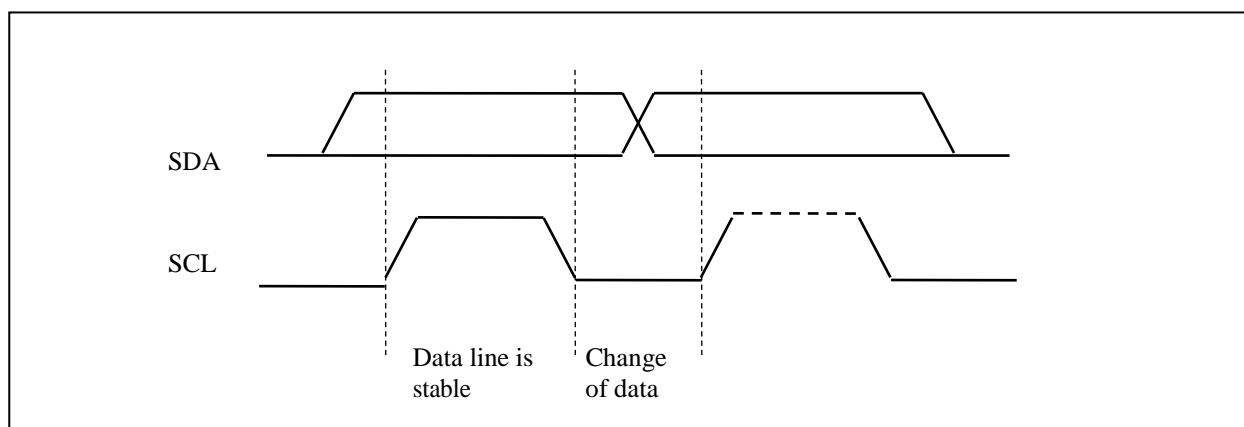 SDA
SCL
Data line is
stable
Change
of data